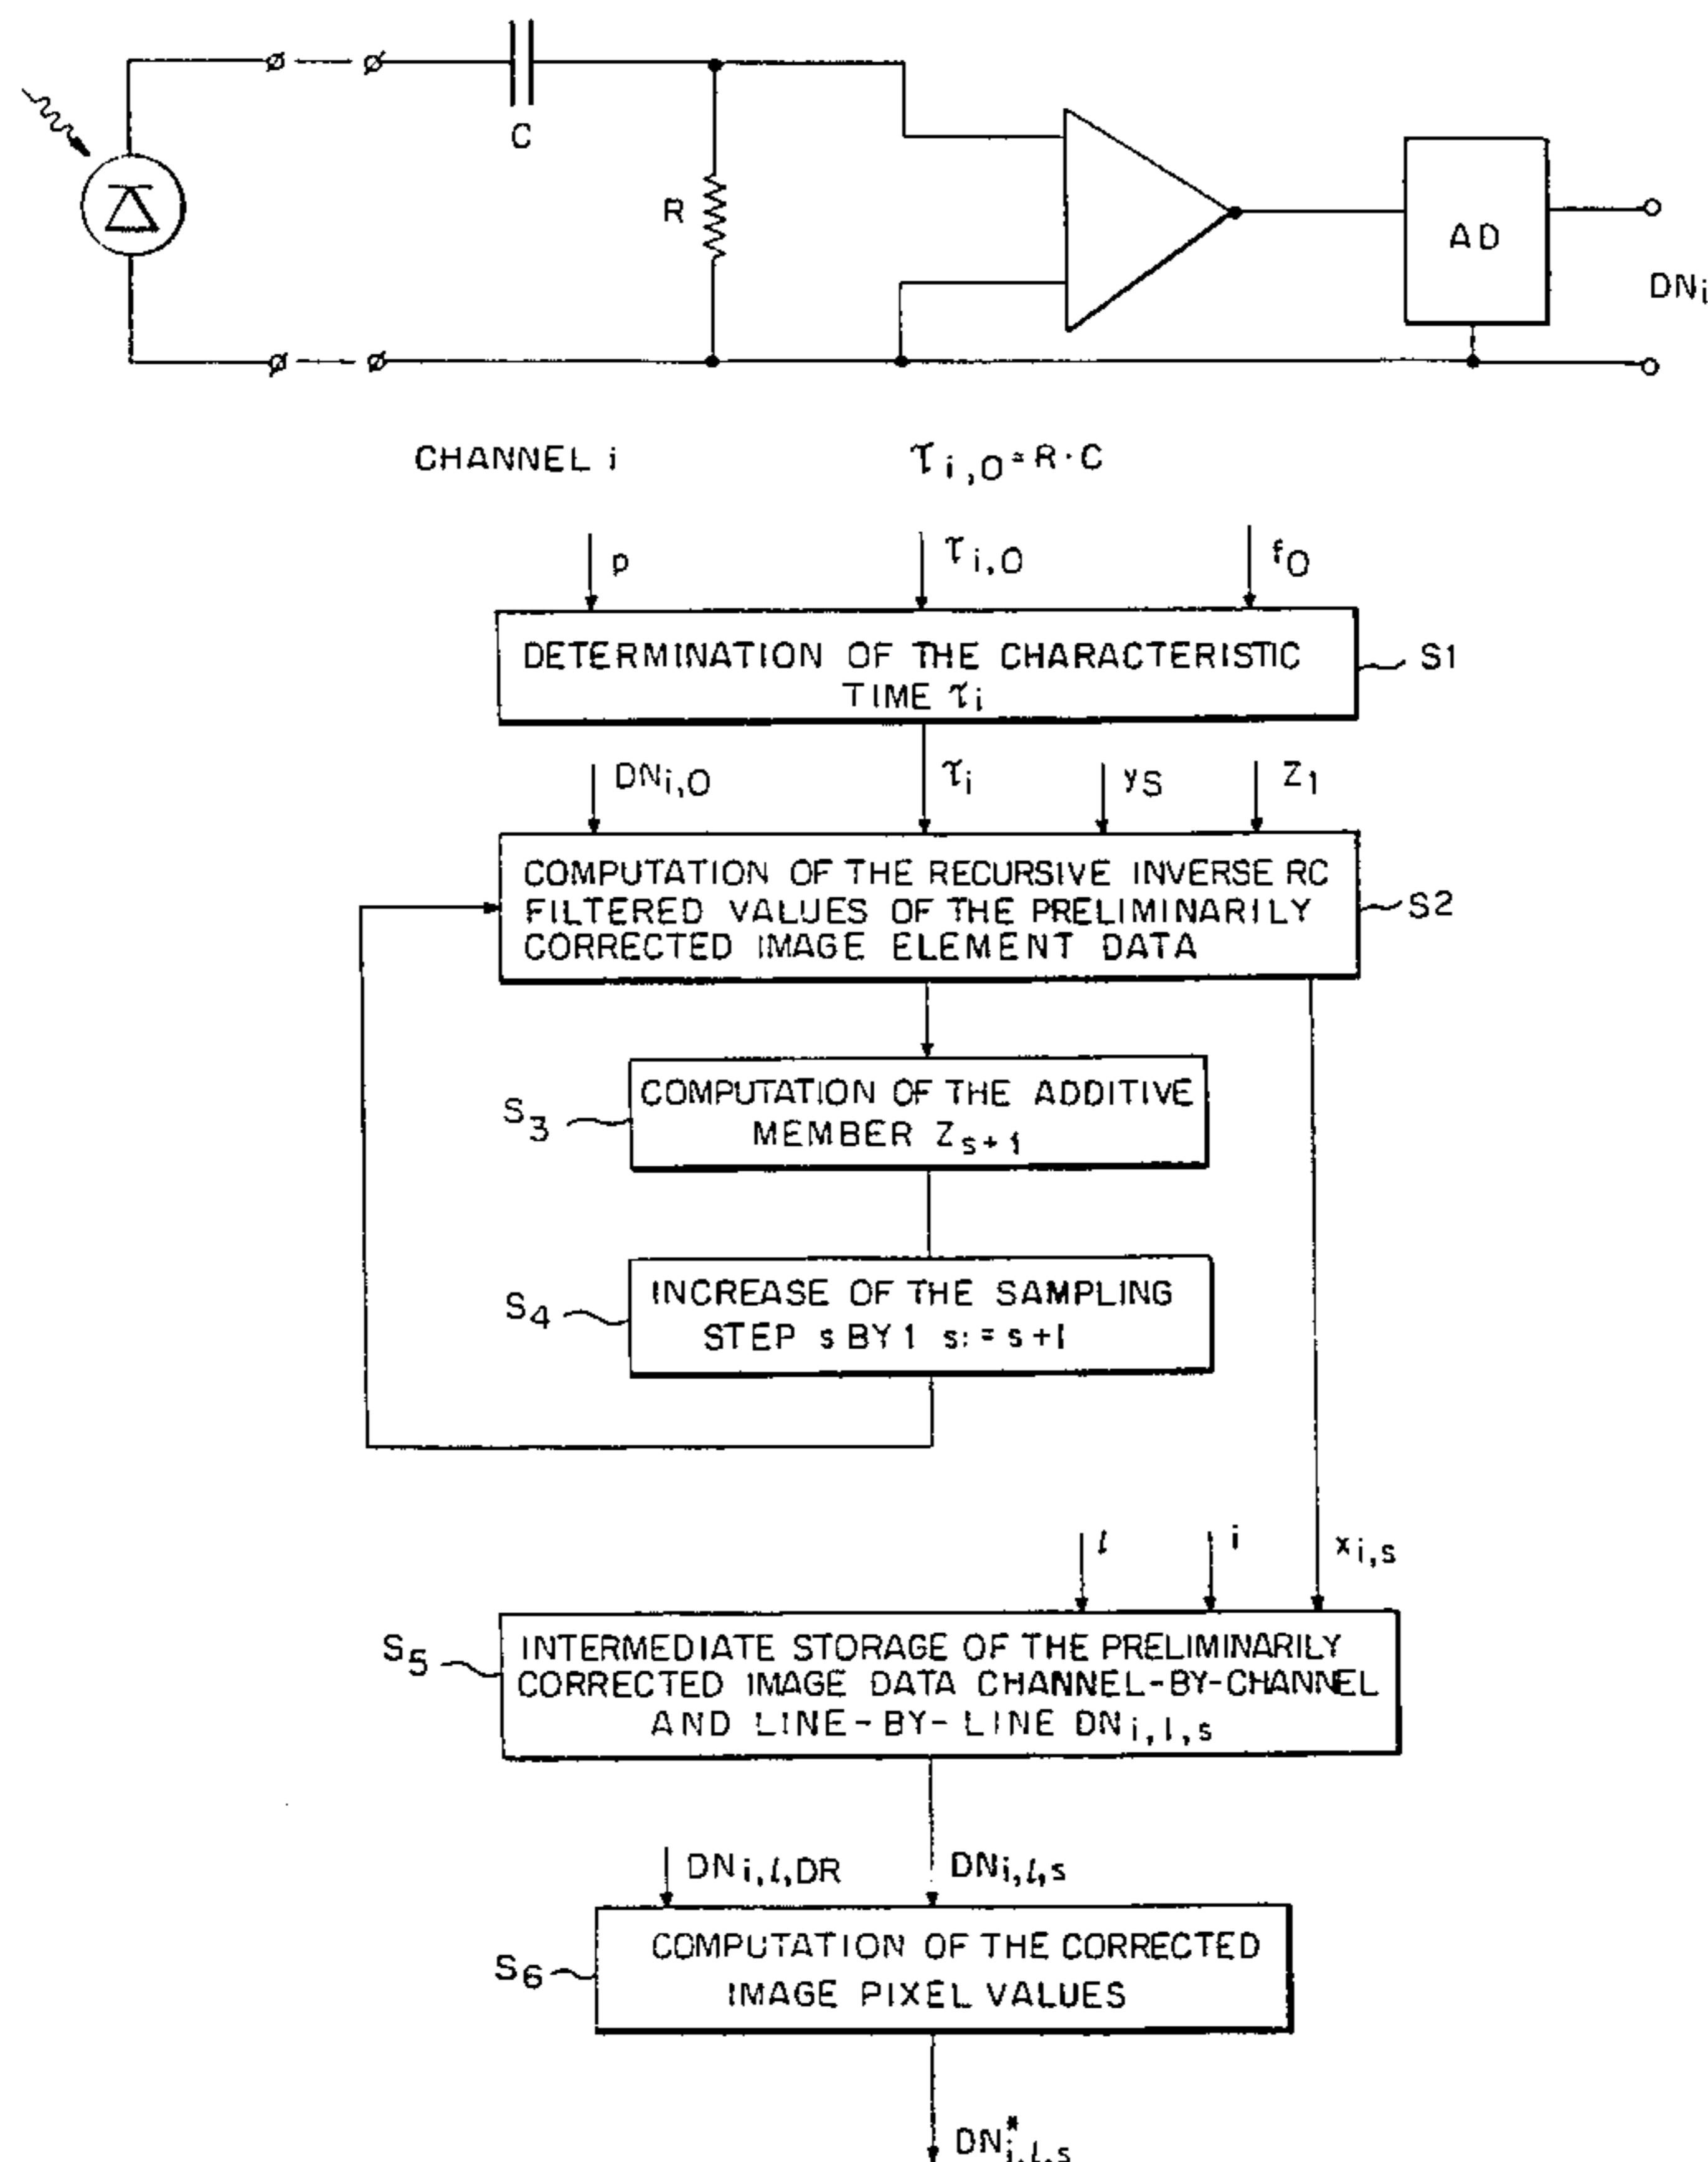 C
R
AD
DNi
CHANNEL i
τi,0 = R · C
p
τi,0
f0
DETERMINATION OF THE CHARACTERISTIC
TIME τi
S1
DNi,0
τi
yS
Z1
COMPUTATION OF THE RECURSIVE INVERSE RC
FILTERED VALUES OF THE PRELIMINARILY
CORRECTED IMAGE ELEMENT DATA
S2
COMPUTATION OF THE ADDITIVE
MEMBER Zs+1
S3
INCREASE OF THE SAMPLING
STEP s BY 1 s:=s+1
S4
l
i
xi,s
INTERMEDIATE STORAGE OF THE PRELIMINARILY
CORRECTED IMAGE DATA CHANNEL-BY-CHANNEL
AND LINE-BY-LINE DNi,l,s
S5
DNi,l,DR
DNi,l,s
COMPUTATION OF THE CORRECTED
IMAGE PIXEL VALUES
S6
DN*i,l,s